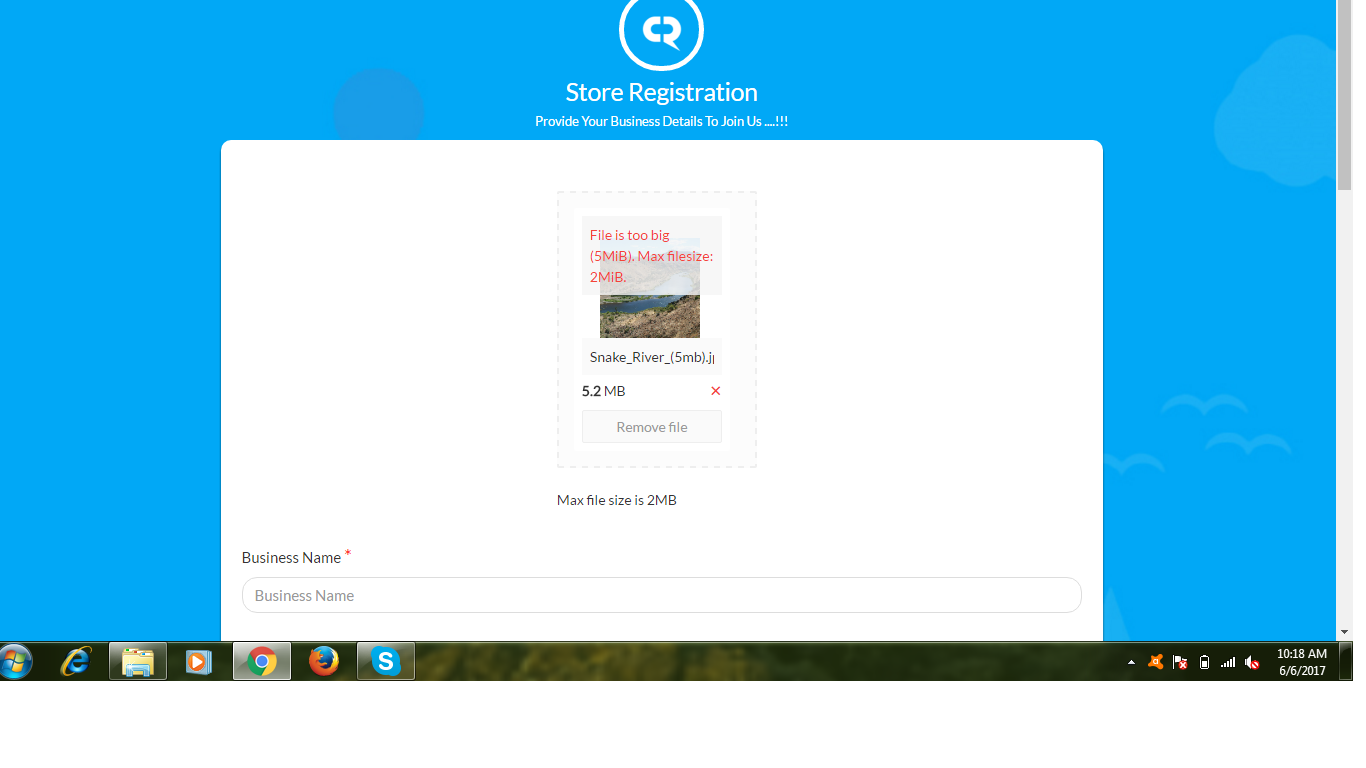 Store Registration
Provide Your Business Details To Join Us ....!!!
File is too big
(5MiB). Max filesize:
2MiB.
Snake_River_(5mb).j
5.2 MB
Remove file
Max file size is 2MB
Business Name *
Business Name
10:18 AM
6/6/2017